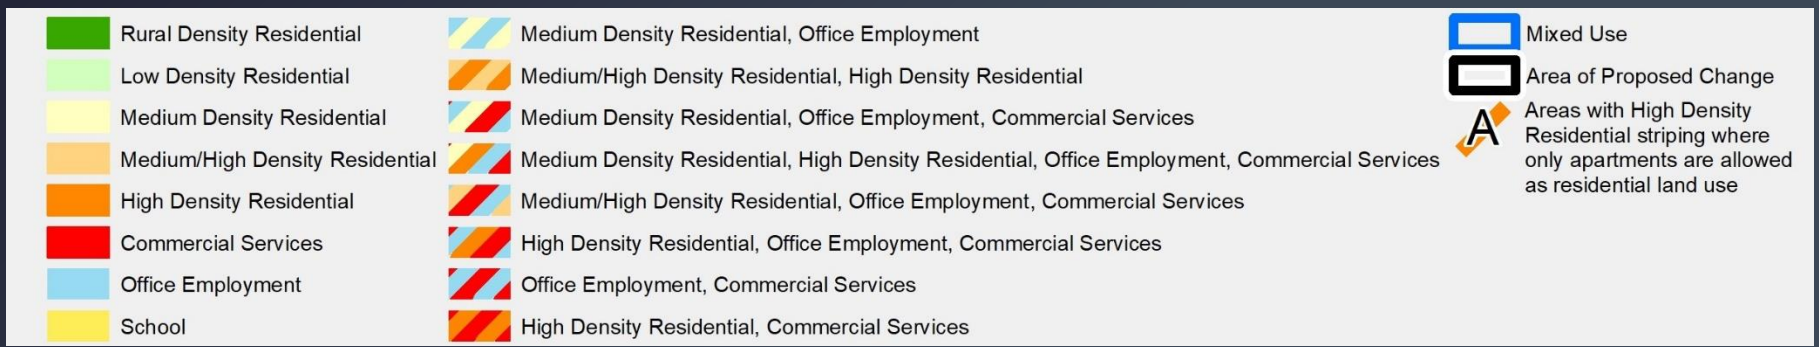 Rural Density Residential
Low Density Residential
Medium Density Residential
Medium/High Density Residential
High Density Residential
Commercial Services
Office Employment
School
Medium Density Residential, Office Employment
Medium/High Density Residential, High Density Residential
Medium Density Residential, Office Employment, Commercial Services
Medium Density Residential, High Density Residential, Office Employment, Commercial Services
Medium/High Density Residential, Office Employment, Commercial Services
High Density Residential, Office Employment, Commercial Services
Office Employment, Commercial Services
High Density Residential, Commercial Services
Mixed Use
Area of Proposed Change
A
Areas with High Density
Residential striping where
only apartments are allowed
as residential land use